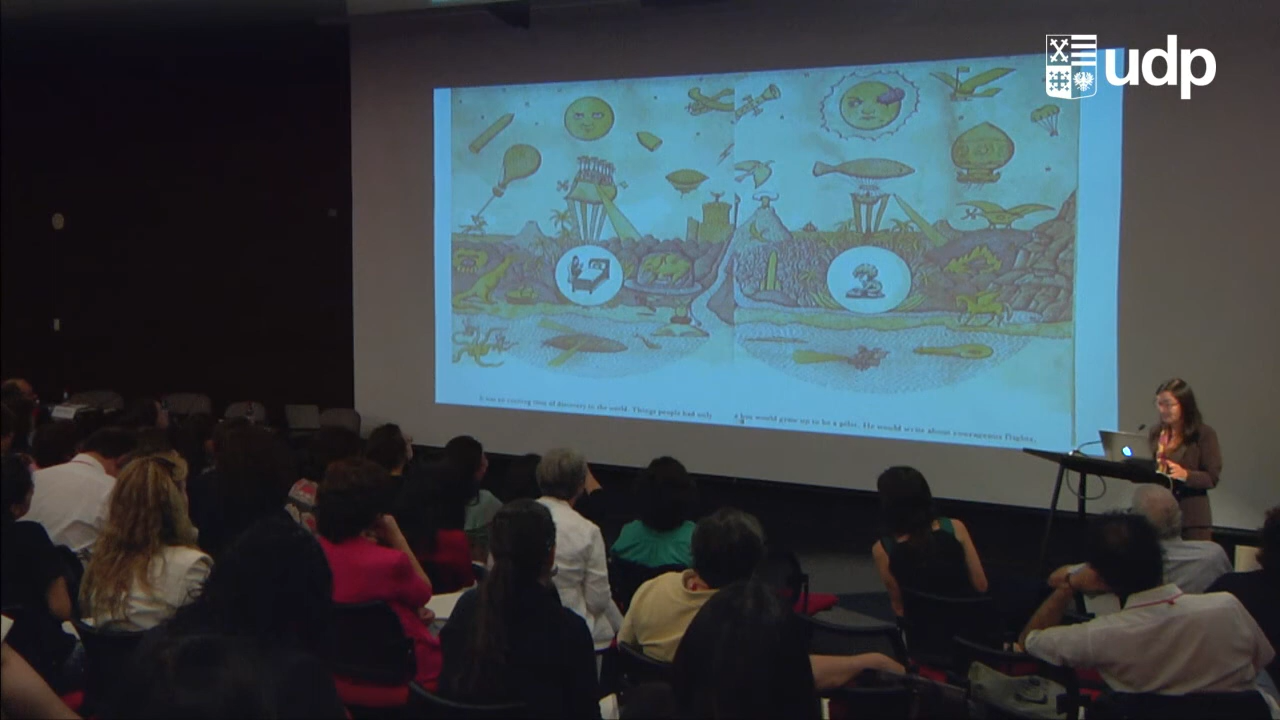 udp
It was an exciting time of discovery in the world. Things people had only
a boy would grow up to be a pilot. He would write about courageous flights,